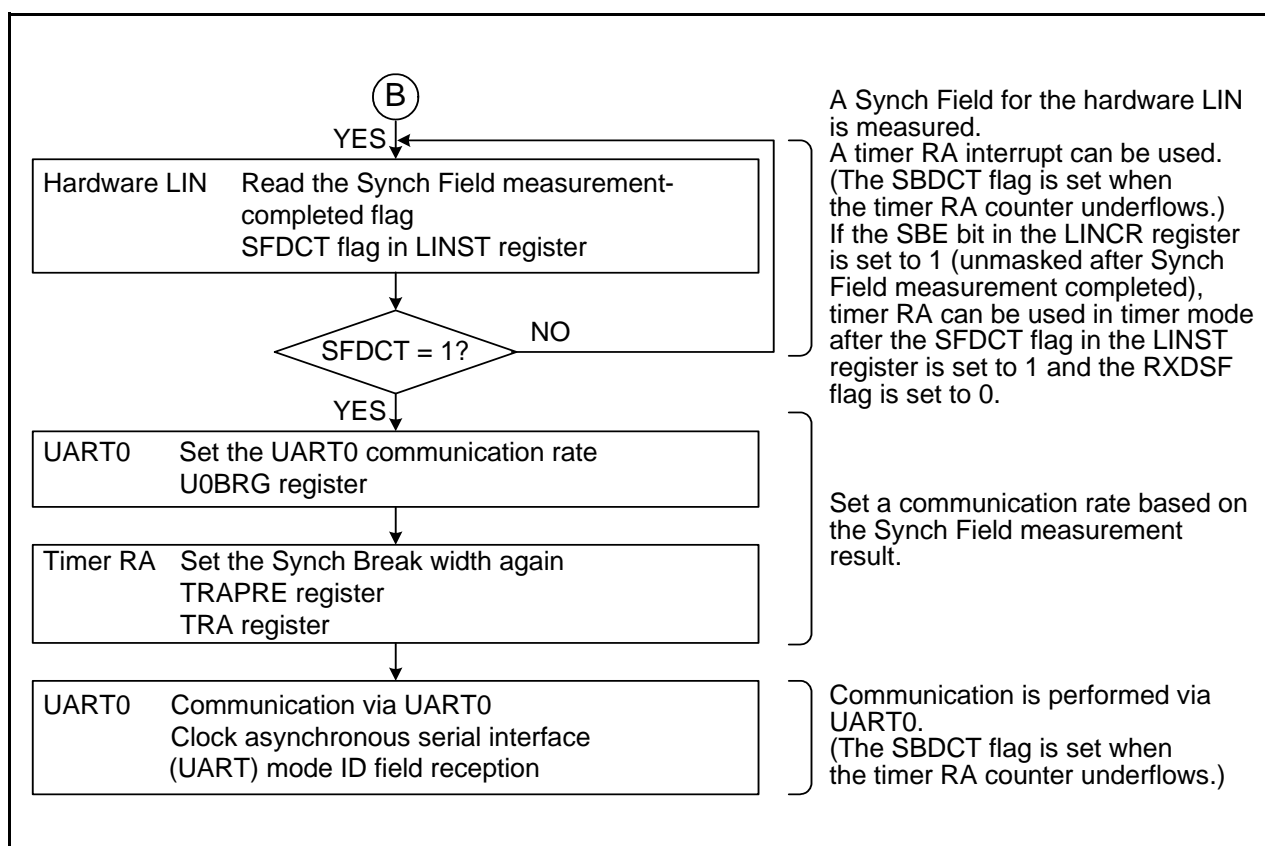 B
YES
Hardware LIN Read the Synch Field measurement-
completed flag
SFDCT flag in LINST register
SFDCT = 1?
NO
YES
UART0 Set the UART0 communication rate
U0BRG register
Timer RA Set the Synch Break width again
TRAPRE register
TRA register
UART0 Communication via UART0
Clock asynchronous serial interface
(UART) mode ID field reception
A Synch Field for the hardware LIN
is measured.
A timer RA interrupt can be used.
(The SBDCT flag is set when
the timer RA counter underflows.)
If the SBE bit in the LINCR register
is set to 1 (unmasked after Synch
Field measurement completed),
timer RA can be used in timer mode
after the SFDCT flag in the LINST
register is set to 1 and the RXDSF
flag is set to 0.
Set a communication rate based on
the Synch Field measurement
result.
Communication is performed via
UART0.
(The SBDCT flag is set when
the timer RA counter underflows.)